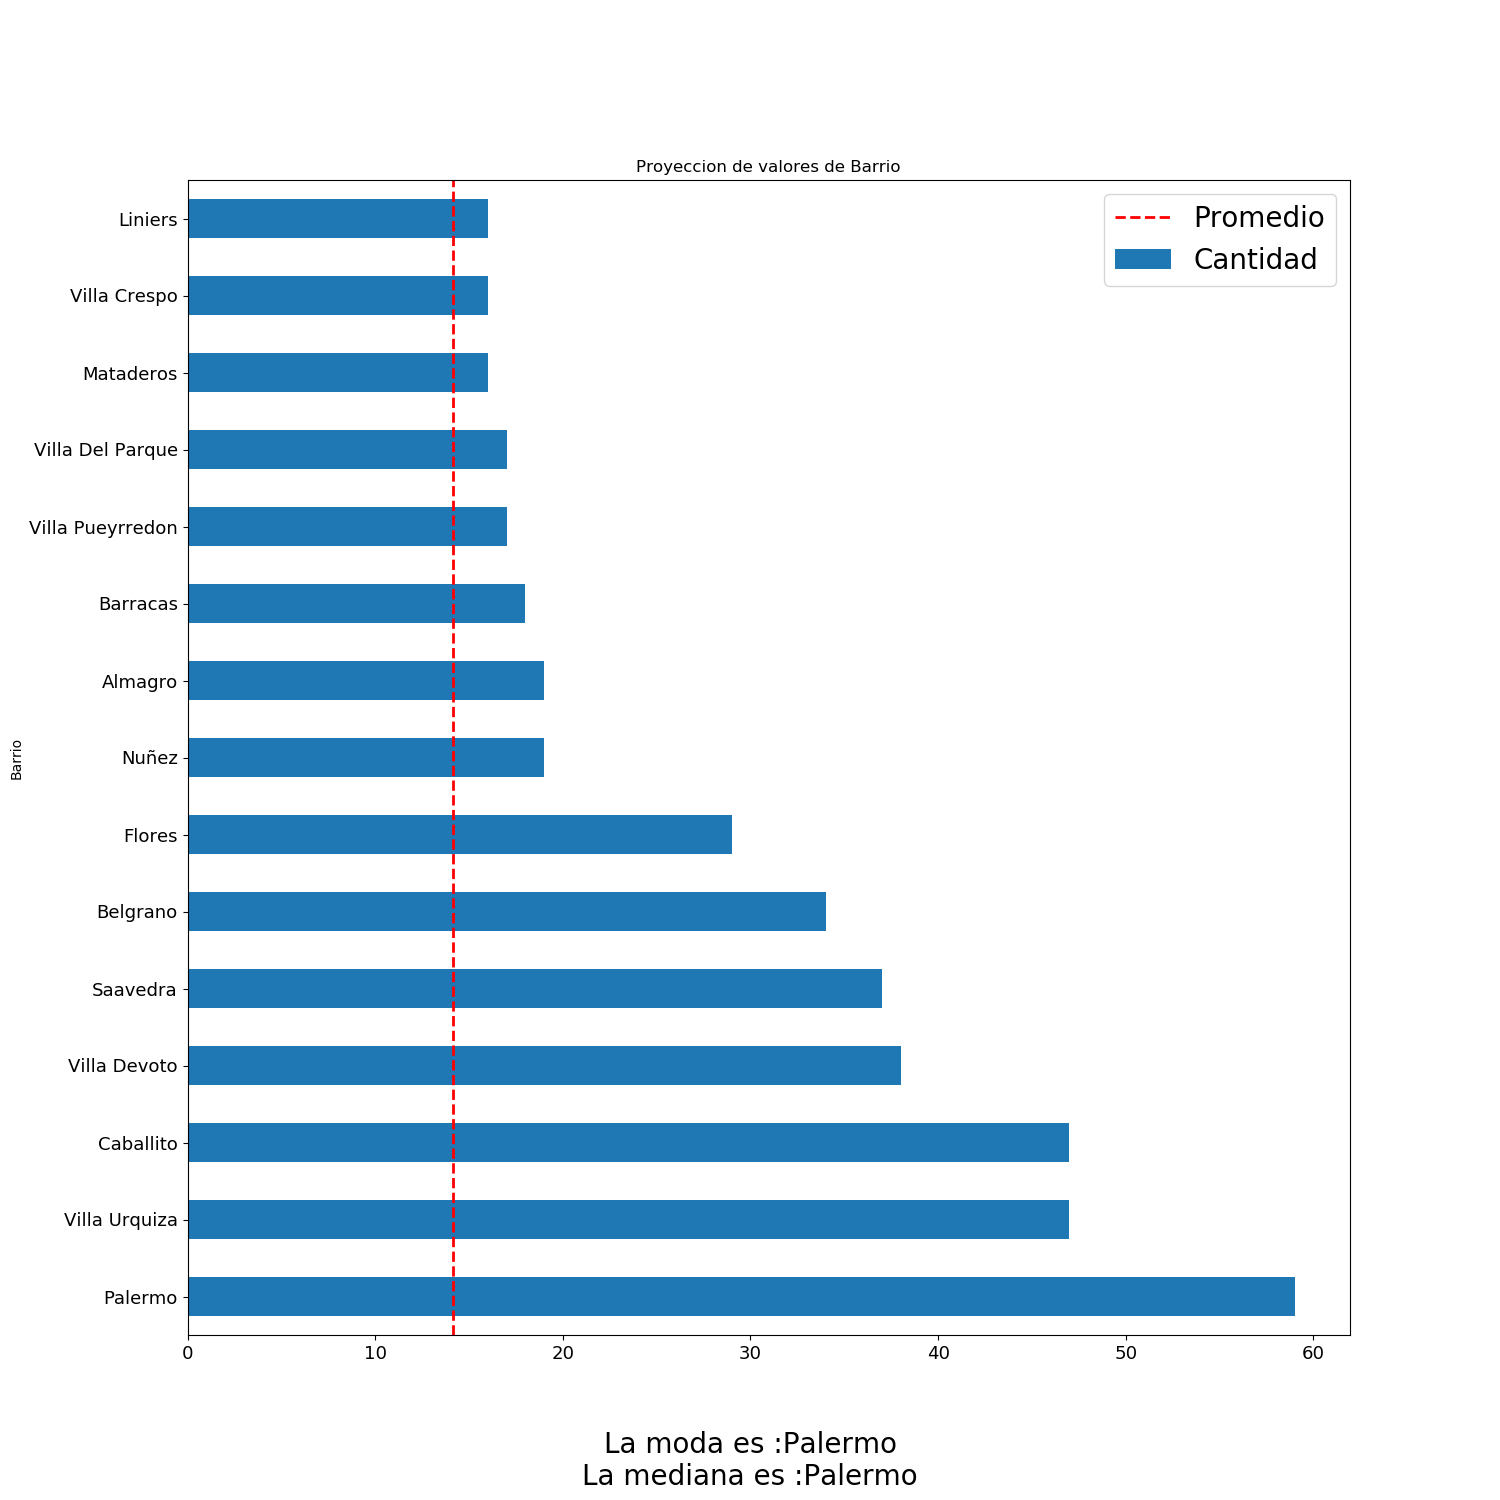 Proyeccion de valores de Barrio
Promedio
Cantidad
Liniers
Villa Crespo
Mataderos
Villa Del Parque
Villa Pueyrredon
Barracas
Almagro
Nuñez
Flores
Belgrano
Saavedra
Villa Devoto
Caballito
Villa Urquiza
Palermo
Barrio
0 10 20 30 40 50 60
La moda es :Palermo
La mediana es :Palermo